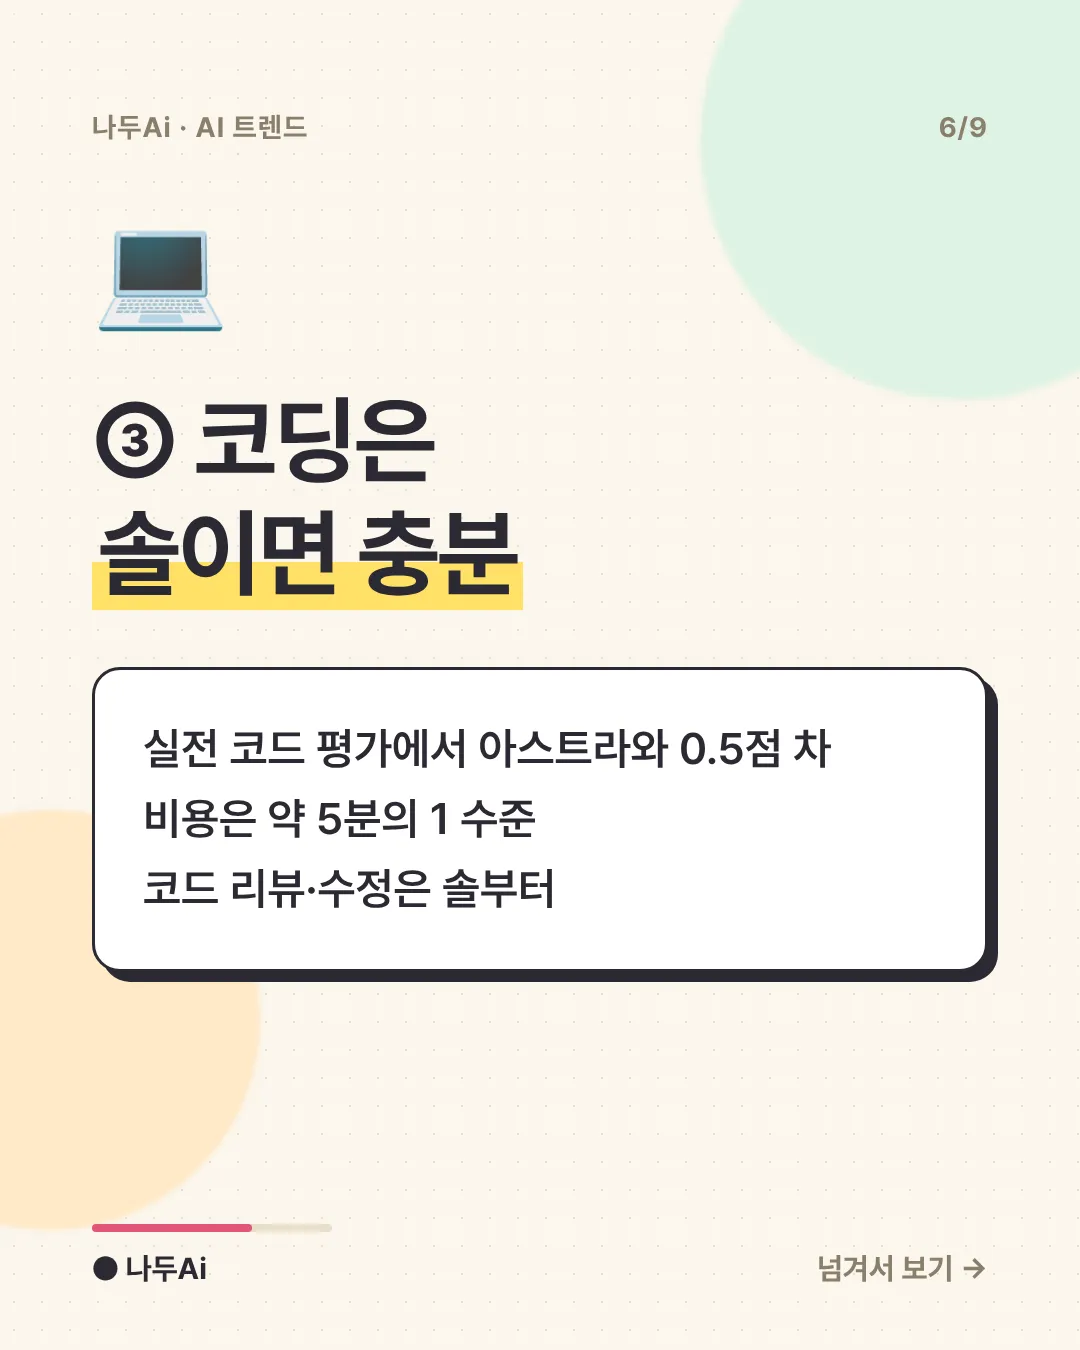 나두Ai · AI 트렌드
6/9
③ 코딩은
솔이면 충분
실전 코드 평가에서 아스트라와 0.5점 차
비용은 약 5분의 1 수준
코드 리뷰·수정은 솔부터
● 나두Ai
넘겨서 보기 →